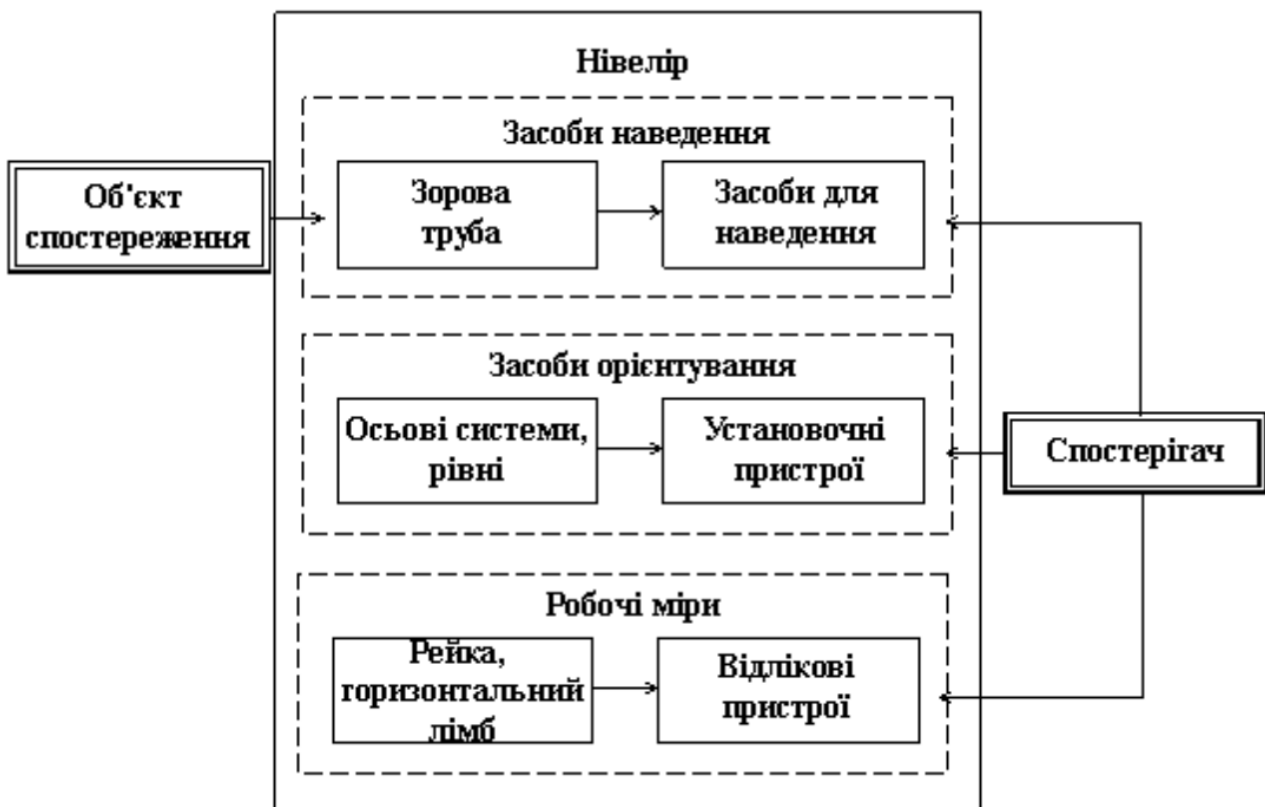 Нівелір
Засоби наведення
Об'єкт
спостереження
Зорова
труба
Засоби для
наведення
Засоби орієнтування
Осьові системи,
рівні
Установочні
пристрої
Спостерігач
Робочі міри
Рейка,
горизонтальний
лімб
Відлікові
пристрої